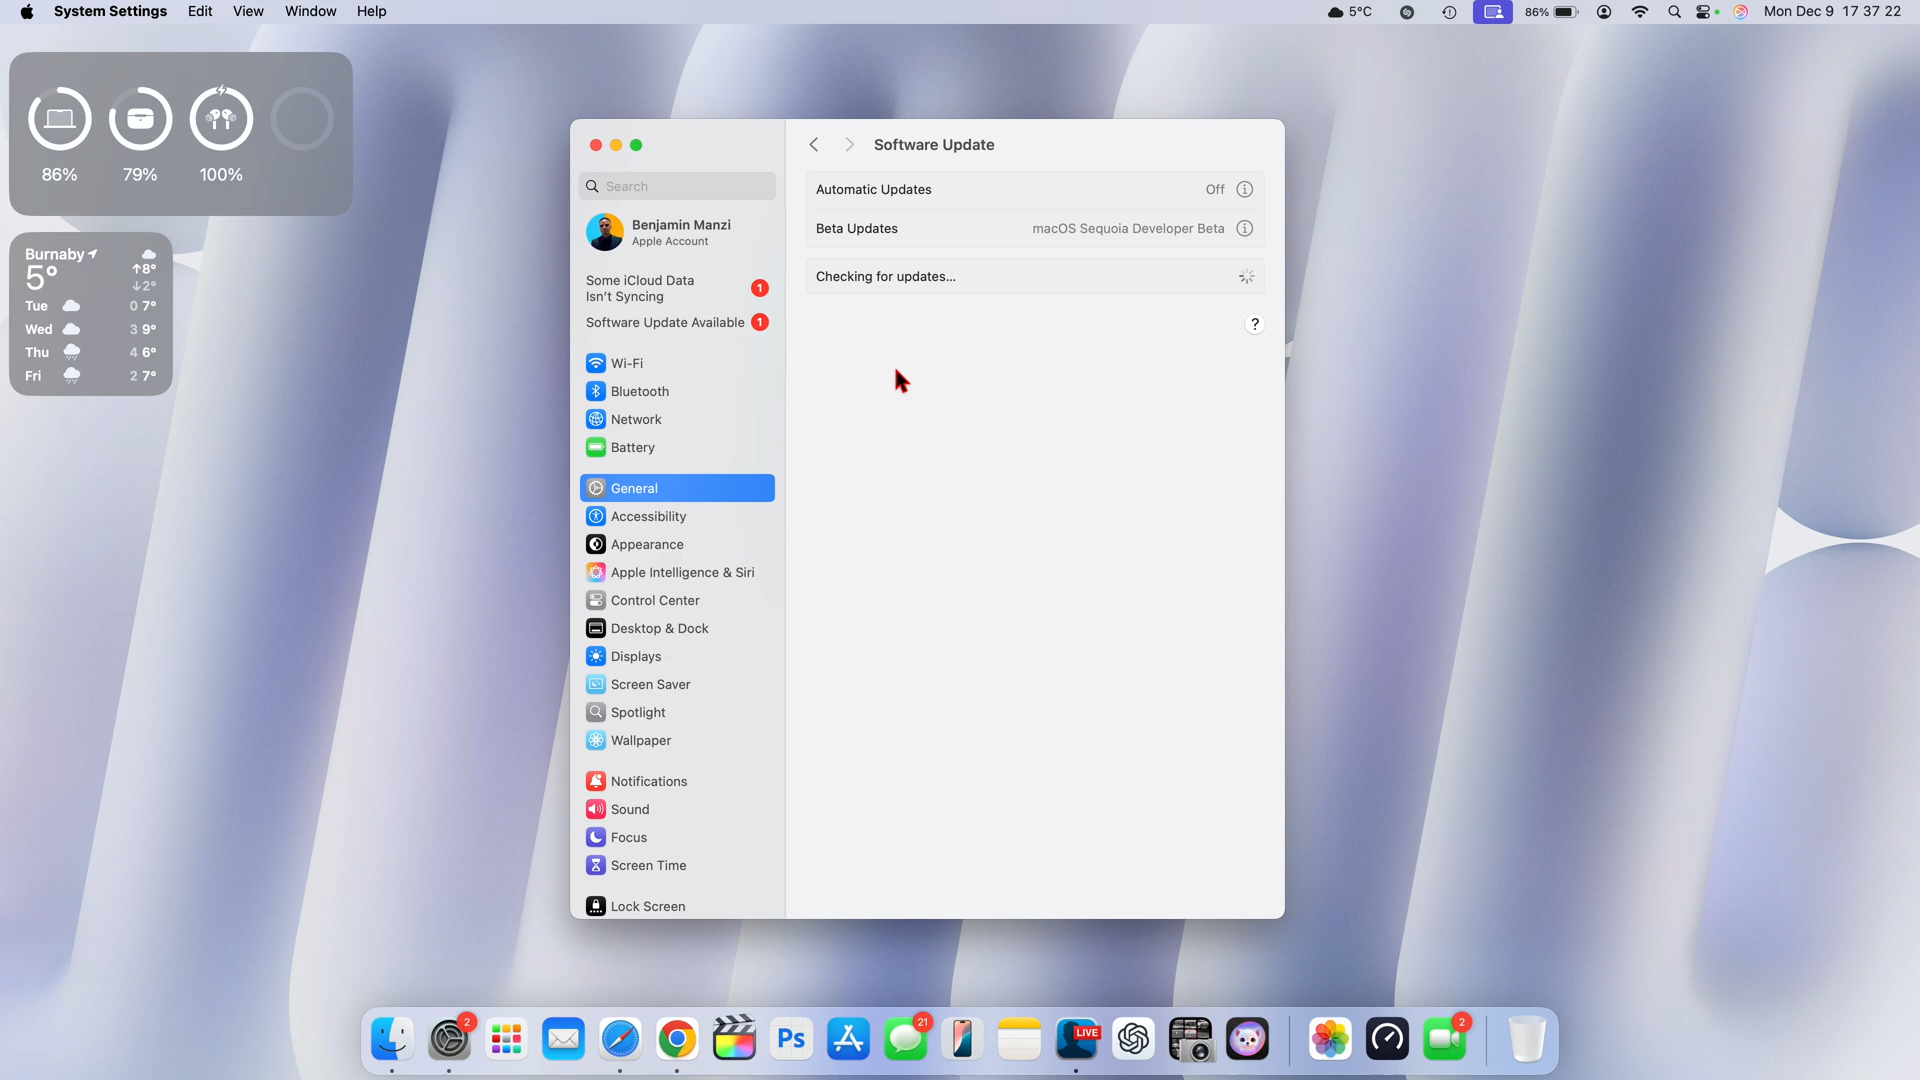 System Settings Edit View Window Help
5°C 86% Mon Dec 9 17 37 22
86% 79% 100%
Burnaby
5°
↑8°
↓2°
Tue 0 7°
Wed 3 9°
Thu 4 6°
Fri 2 7°
Search
Benjamin Manzi
Apple Account
Some iCloud Data
Isn't Syncing
1
Software Update Available 1
Wi-Fi
Bluetooth
Network
Battery
General
Accessibility
Appearance
Apple Intelligence & Siri
Control Center
Desktop & Dock
Displays
Screen Saver
Spotlight
Wallpaper
Notifications
Sound
Focus
Screen Time
Lock Screen
Software Update
Automatic Updates Off
Beta Updates macOS Sequoia Developer Beta
Checking for updates...
?
2 Ps 21 LIVE 2